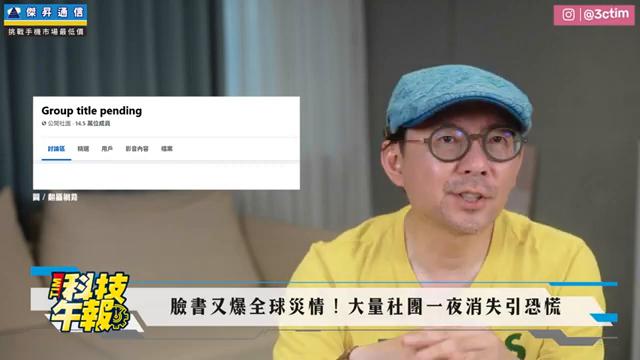 傑昇通信
挑戰手機市場最低價
@3ctim
Group title pending
公開社團 · 14.5 萬位成員
討論區 精選 用戶 影音內容 檔案
圖 / 翻攝網路
科技午報
臉書又爆全球災情！大量社團一夜消失引恐慌